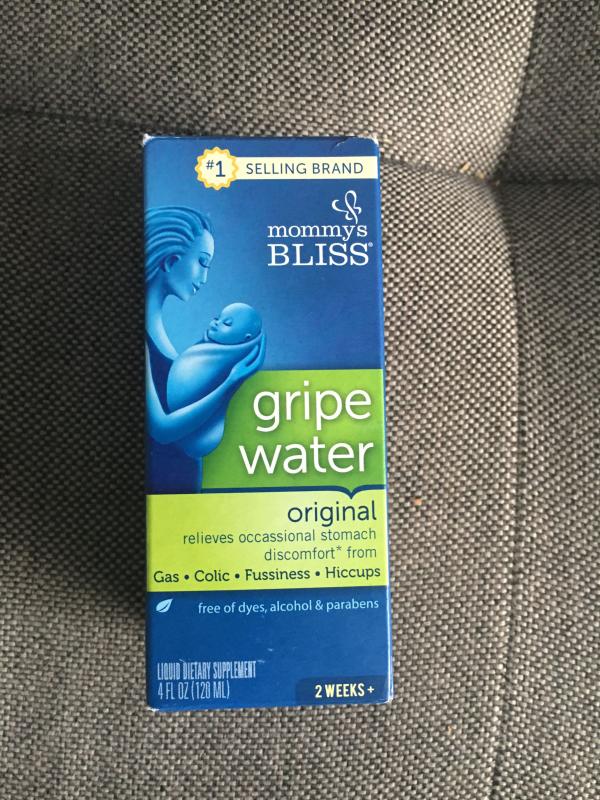 #1 SELLING BRAND
mommy's
BLISS®
gripe
water
original
relieves occassional stomach
discomfort* from
Gas • Colic • Fussiness • Hiccups
free of dyes, alcohol & parabens
LIQUID DIETARY SUPPLEMENT
4 FL OZ (120 ML)
2 WEEKS +